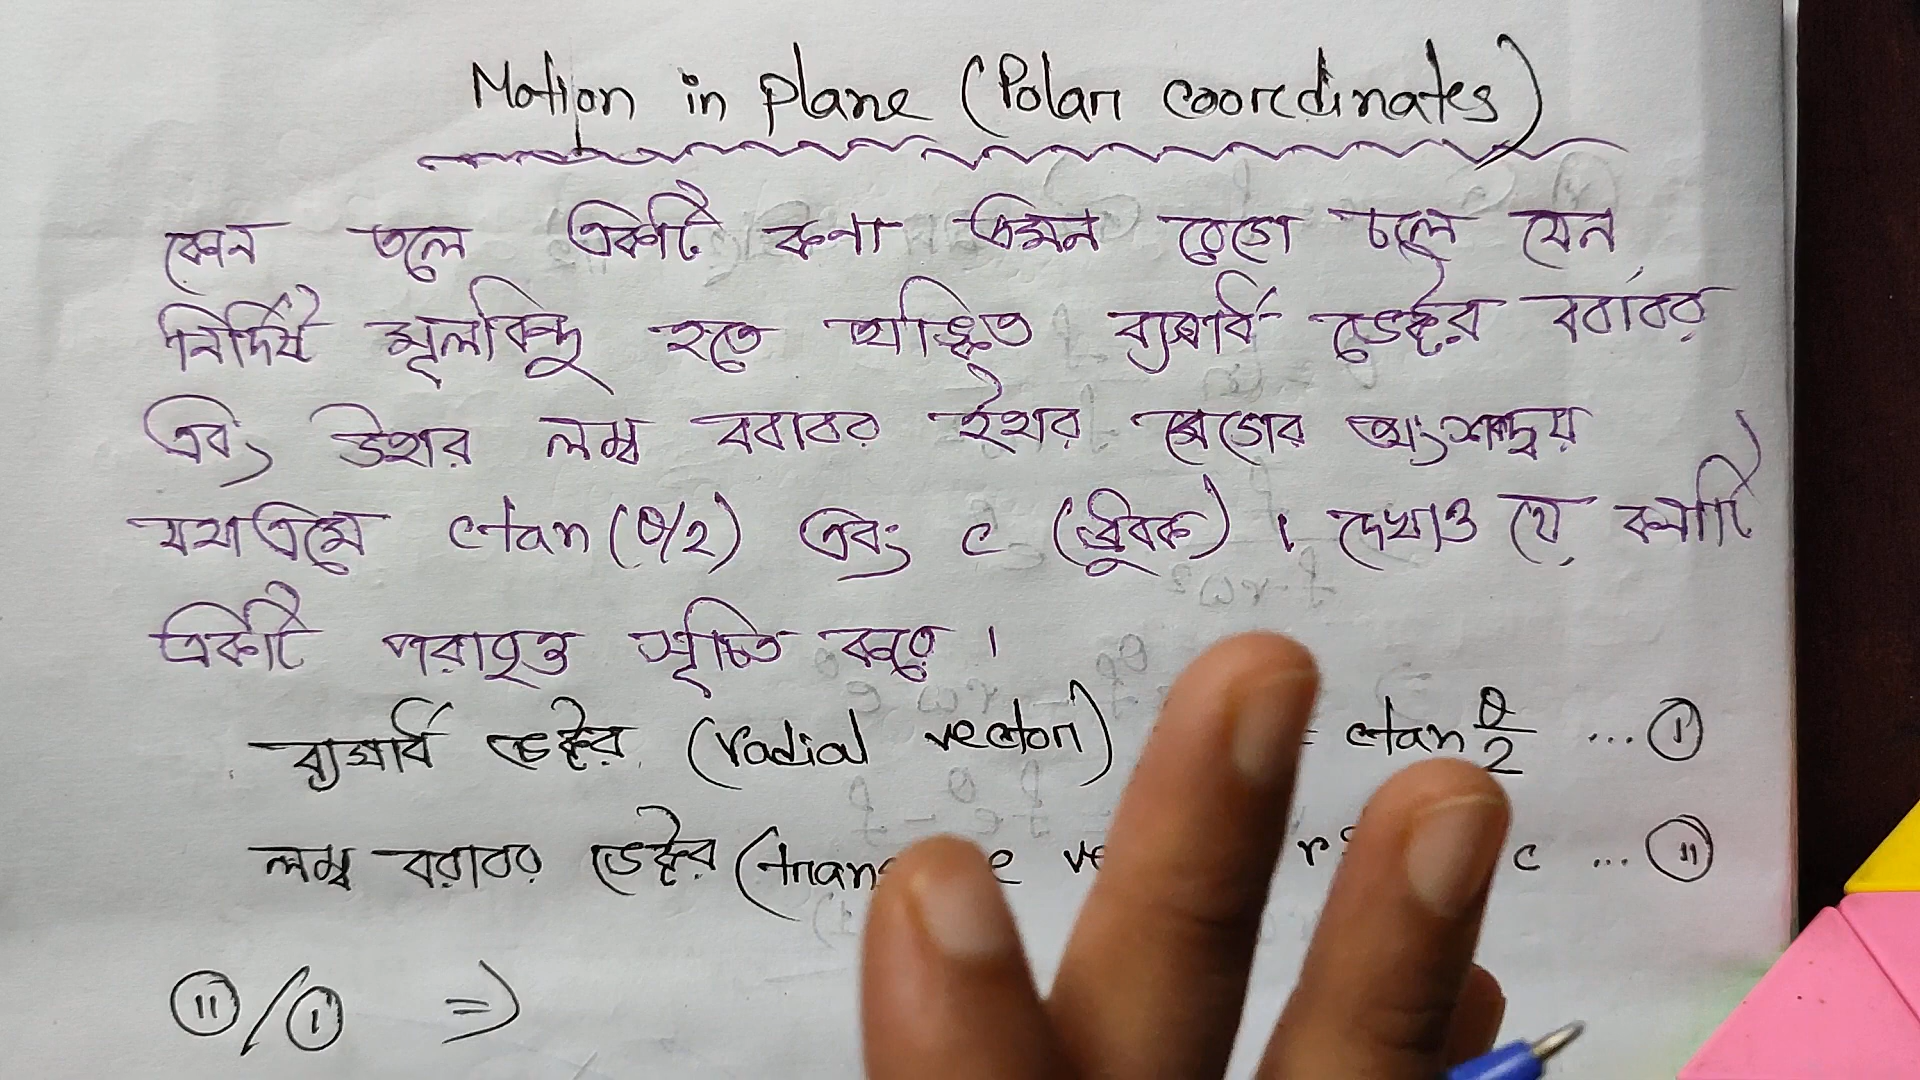 Motion in plane (Polar coordinates)
কোন তলে একটি কণা এমন বেগে চলে যেন
নির্দিষ্ট মূলবিন্দু হতে অঙ্কিত ব্যাসার্ধ ভেক্টর বরাবর
এবং উহার লম্ব বরাবর ইহার বেগের অংশদ্বয়
যথাক্রমে c tan(θ/2) এবং c (ধ্রুবক) । দেখাও যে কণাটি
একটি পরাবৃত্ত সৃষ্টি করে ।
ব্যাসার্ধ ভেক্টর (radial vector) = c tan θ/2 ... (i)
লম্ব বরাবর ভেক্টর ( r c ... (ii)
(ii)/(i) ⇒